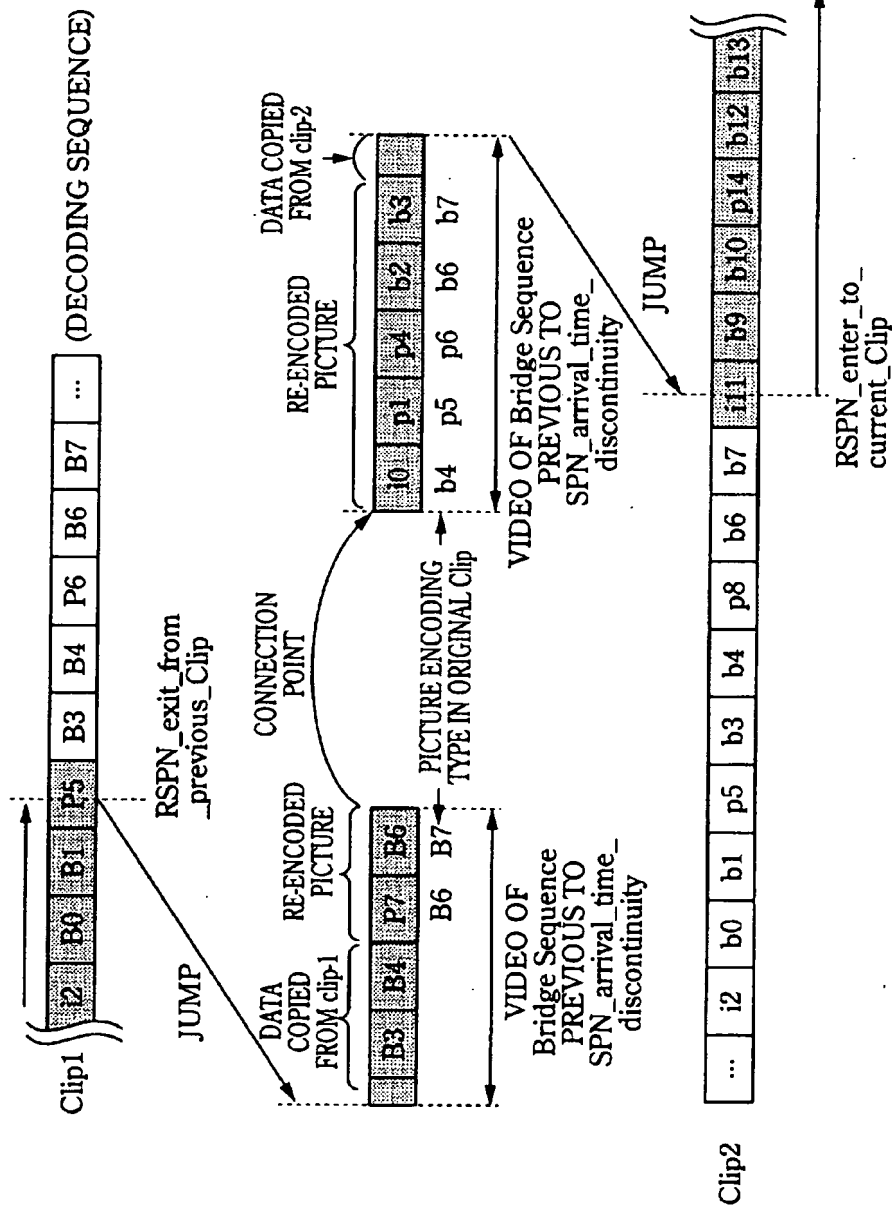 Clip1
i2 B0 B1 P5 B3 B4 P6 B6 B7 ...
(DECODING SEQUENCE)
RSPN_exit_from
_previous_Clip
JUMP
DATA
COPIED
FROM clip-1
RE-ENCODED
PICTURE
CONNECTION
POINT
RE-ENCODED
PICTURE
DATA COPIED
FROM clip-2
B3 B4 P7 B6
B6 B7
PICTURE ENCODING
TYPE IN ORIGINAL Clip
i0 p1 p4 b2 b3
b4 p5 p6 b6 b7
VIDEO OF
Bridge Sequence
PREVIOUS TO
SPN_arrival_time_
discontinuity
VIDEO OF Bridge Sequence
PREVIOUS TO
SPN_arrival_time_
discontinuity
JUMP
Clip2
... i2 b0 b1 p5 b3 b4 p8 b6 b7 i11 b9 b10 p14 b12 b13
RSPN_enter_to_
current_Clip